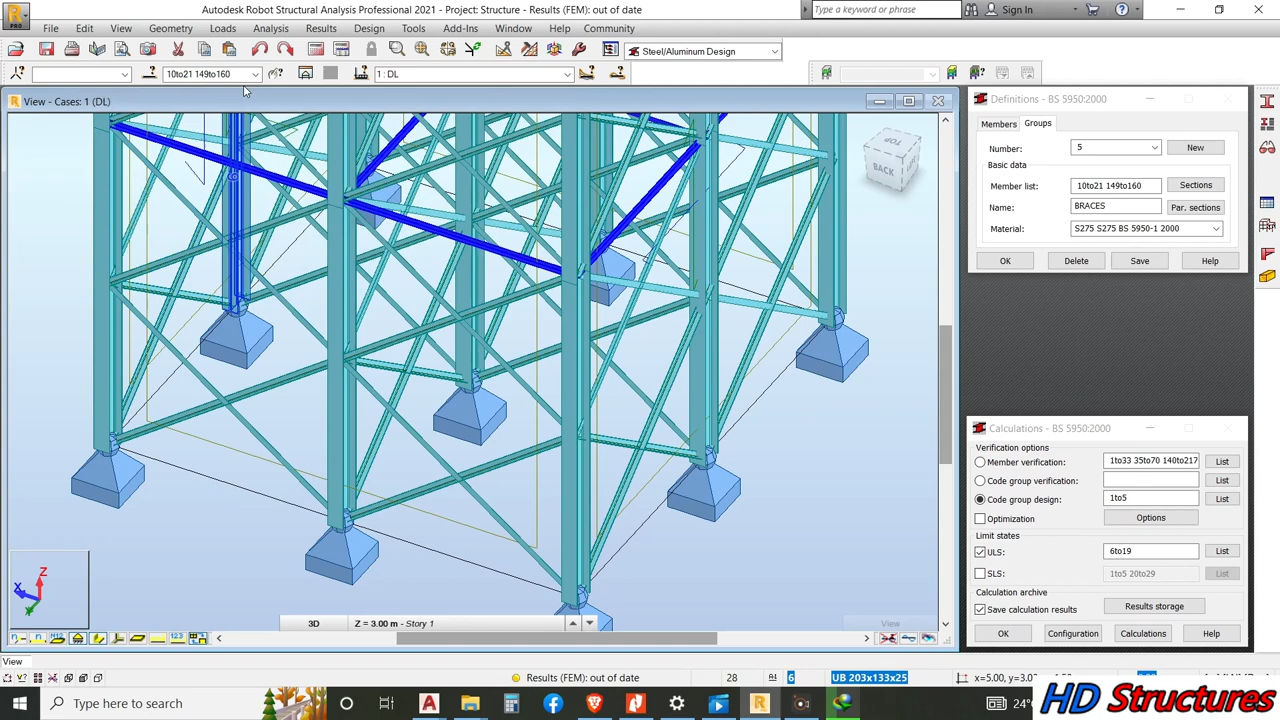 PRO
Autodesk Robot Structural Analysis Professional 2021 - Project: Structure - Results (FEM): out of date
Type a keyword or phrase
Sign In
File Edit View Geometry Loads Analysis Results Design Tools Add-Ins Window Help Community
Steel/Aluminum Design
10to21 149to160
1 : DL
View - Cases: 1 (DL)
TOP
BACK
Definitions - BS 5950:2000
Members Groups
Number: 5 New
Basic data
Member list: 10to21 149to160 Sections
Name: BRACES Par. sections
Material: S275 S275 BS 5950-1 2000
OK Delete Save Help
Calculations - BS 5950:2000
Verification options
Member verification: 1to33 35to70 140to217 List
Code group verification: List
Code group design: 1to5 List
Optimization Options
Limit states
ULS: 6to19 List
SLS: 1to5 20to29 List
Calculation archive
Save calculation results Results storage
OK Configuration Calculations Help
Z
X
Y
3D Z = 3.00 m - Story 1
View
View
Results (FEM): out of date
28 6 UB 203x133x25
Type here to search
24°
HD Structures